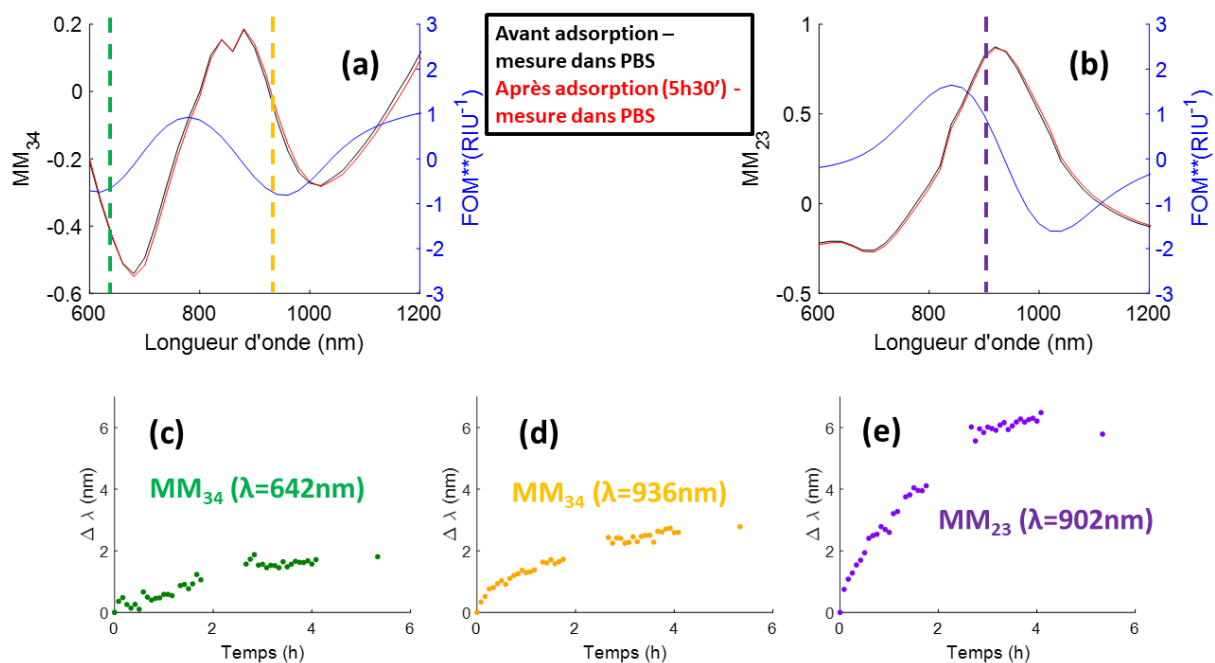 0.2
0
-0.2
-0.4
-0.6
MM34
(a)
3
2
1
0
-1
-2
-3
FOM**(RIU-1)
600
800
1000
1200
Longueur d'onde (nm)
Avant adsorption –
mesure dans PBS
Après adsorption (5h30’) -
mesure dans PBS
1
0.5
0
-0.5
MM23
(b)
3
2
1
0
-1
-2
-3
FOM**(RIU-1)
600
800
1000
1200
Longueur d'onde (nm)
6
4
2
0
Δ λ (nm)
(c)
MM34 (λ=642nm)
0
2
4
6
Temps (h)
6
4
2
0
Δ λ (nm)
(d)
MM34 (λ=936nm)
0
2
4
6
Temps (h)
6
4
2
0
Δ λ (nm)
(e)
MM23 (λ=902nm)
0
2
4
6
Temps (h)